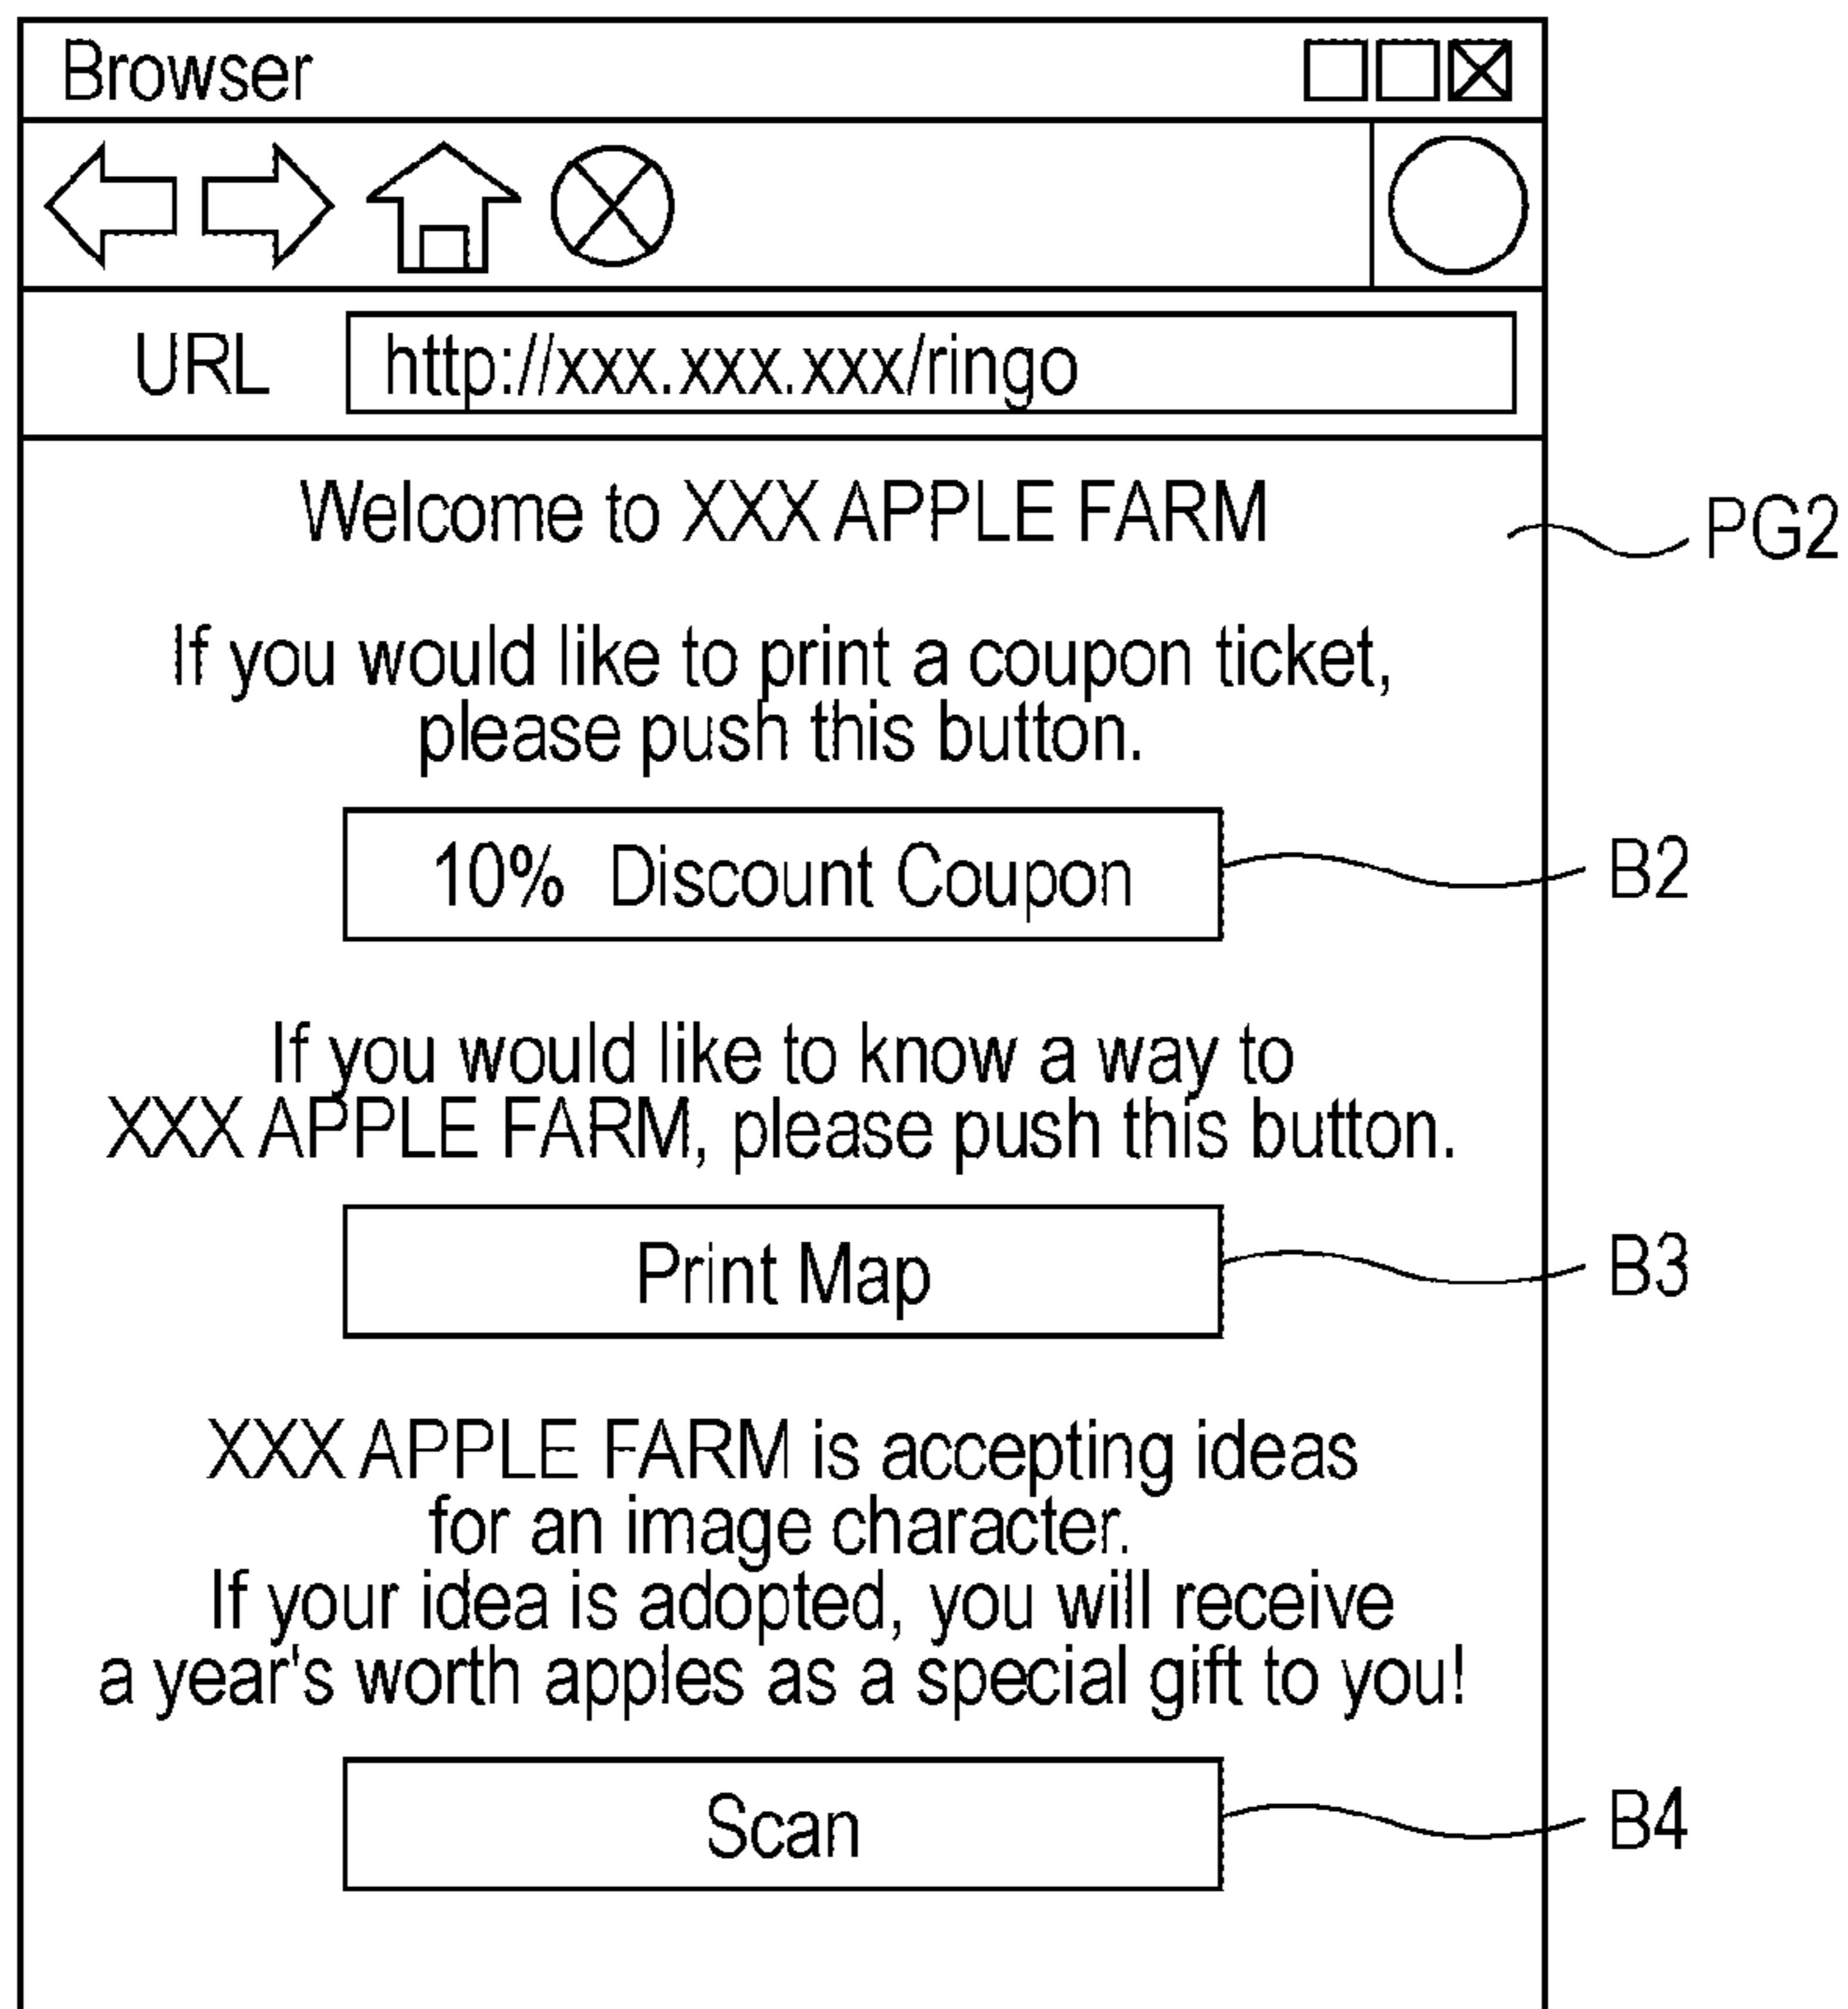 Browser
URL http://xxx.xxx.xxx/ringo
Welcome to XXX APPLE FARM
PG2
If you would like to print a coupon ticket,
please push this button.
10% Discount Coupon
B2
If you would like to know a way to
XXX APPLE FARM, please push this button.
Print Map
B3
XXX APPLE FARM is accepting ideas
for an image character.
If your idea is adopted, you will receive
a year's worth apples as a special gift to you!
Scan
B4